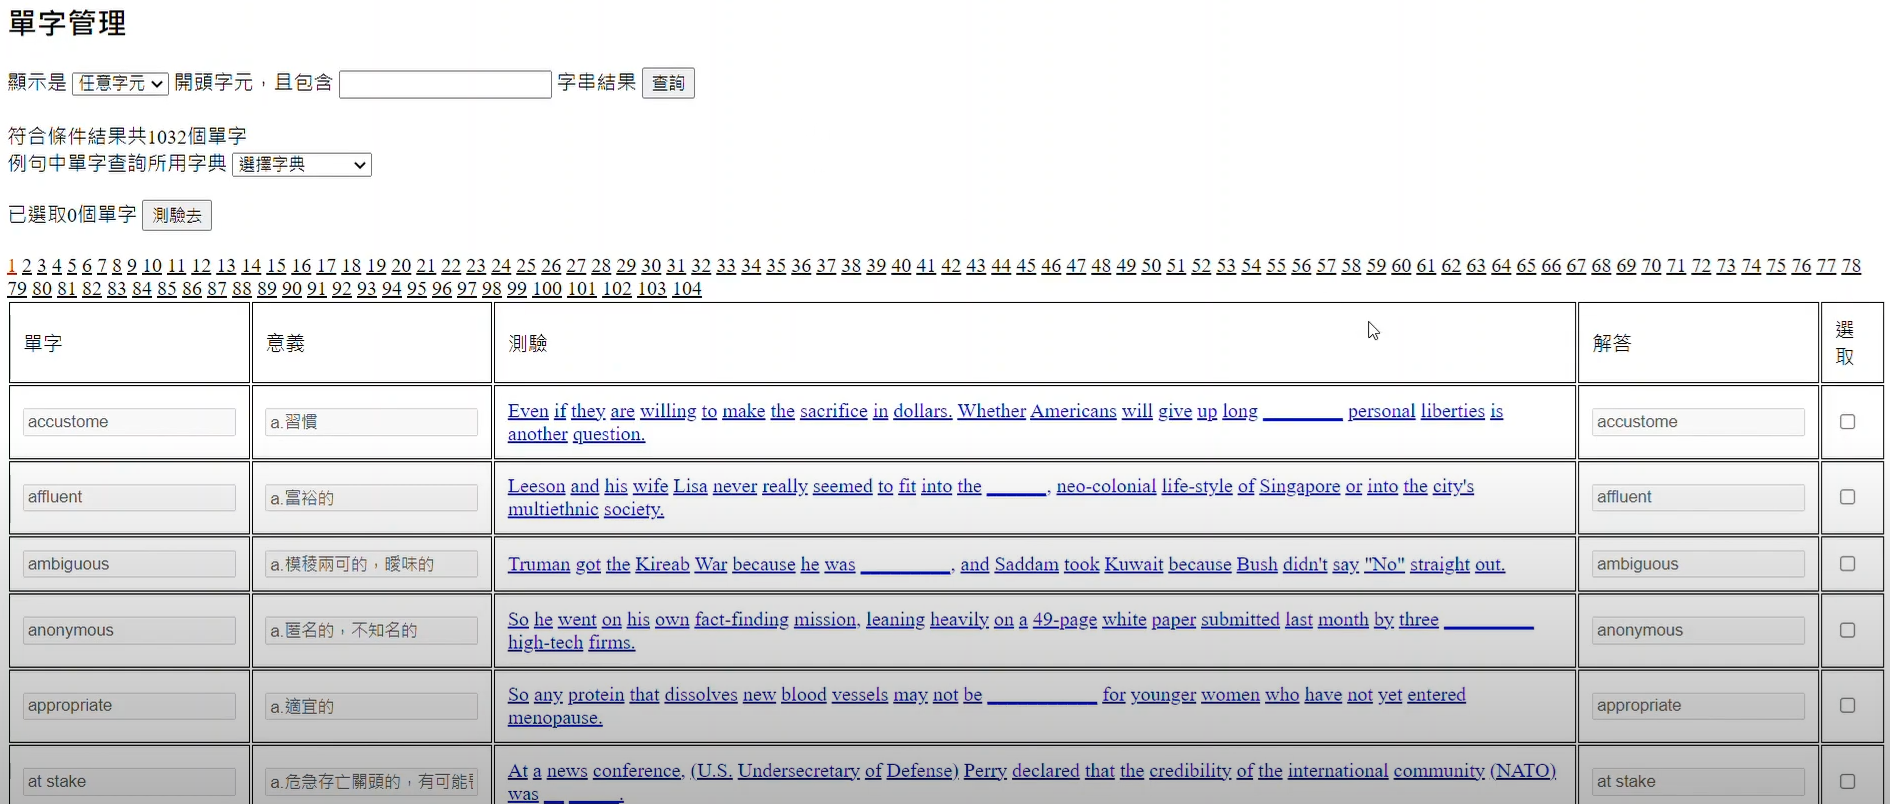 單字管理
顯示是 任意字元 開頭字元，且包含 字串結果 查詢
符合條件結果共1032個單字
例句中單字查詢所用字典 選擇字典
已選取0個單字 測驗去
1 2 3 4 5 6 7 8 9 10 11 12 13 14 15 16 17 18 19 20 21 22 23 24 25 26 27 28 29 30 31 32 33 34 35 36 37 38 39 40 41 42 43 44 45 46 47 48 49 50 51 52 53 54 55 56 57 58 59 60 61 62 63 64 65 66 67 68 69 70 71 72 73 74 75 76 77 78
79 80 81 82 83 84 85 86 87 88 89 90 91 92 93 94 95 96 97 98 99 100 101 102 103 104
單字 意義 測驗 解答 選
取
accustome a.習慣 Even if they are willing to make the sacrifice in dollars. Whether Americans will give up long ________ personal liberties is accustome
another question.
affluent a.富裕的 Leeson and his wife Lisa never really seemed to fit into the ______, neo-colonial life-style of Singapore or into the city's affluent
multiethnic society.
ambiguous a.模稜兩可的，曖昧的 Truman got the Kireab War because he was _________, and Saddam took Kuwait because Bush didn't say "No" straight out. ambiguous
anonymous a.匿名的，不知名的 So he went on his own fact-finding mission, leaning heavily on a 49-page white paper submitted last month by three _________ anonymous
high-tech firms.
appropriate a.適宜的 So any protein that dissolves new blood vessels may not be ___________ for younger women who have not yet entered appropriate
menopause.
at stake a.危急存亡關頭的，有可能 At a news conference, (U.S. Undersecretary of Defense) Perry declared that the credibility of the international community (NATO) at stake
was __ _____.